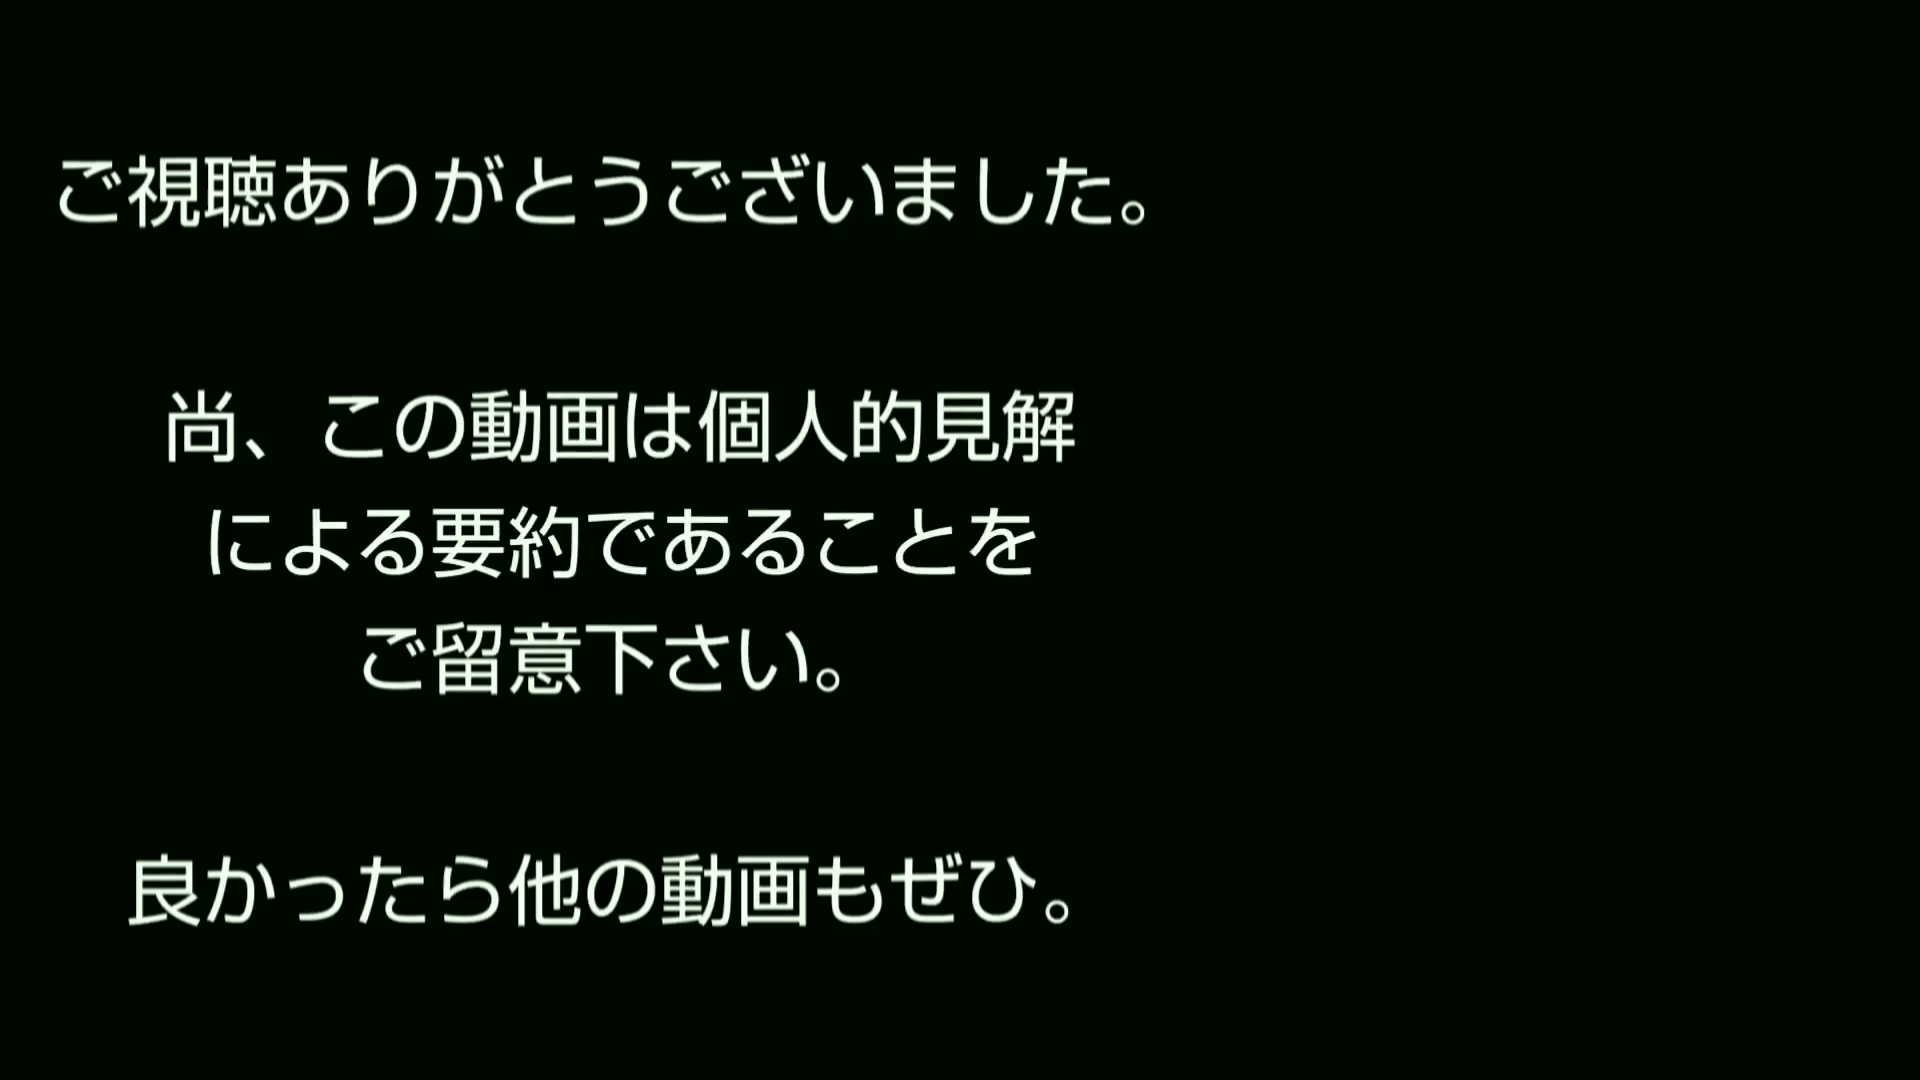 ご視聴ありがとうございました。
尚、この動画は個人的見解
による要約であることを
ご留意下さい。
良かったら他の動画もぜひ。